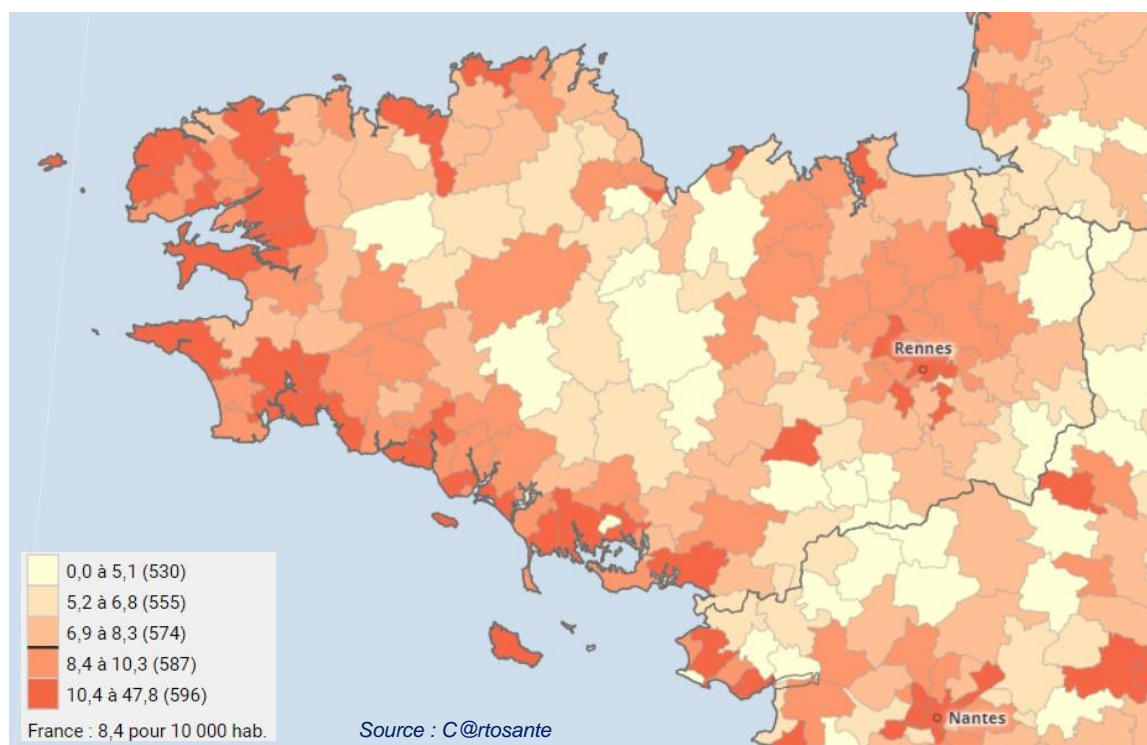 Rennes
0,0 à 5,1 (530)
5,2 à 6,8 (555)
6,9 à 8,3 (574)
8,4 à 10,3 (587)
10,4 à 47,8 (596)
France : 8,4 pour 10 000 hab.
Source : C@rtosante
Nantes